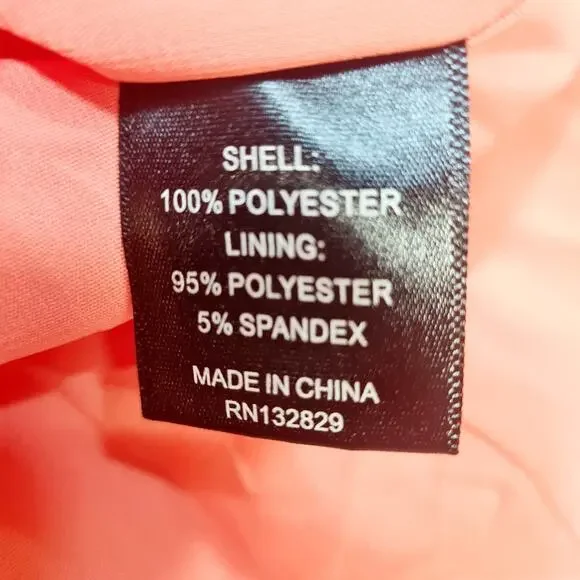 SHELL:
100% POLYESTER
LINING:
95% POLYESTER
5% SPANDEX
MADE IN CHINA
RN132829